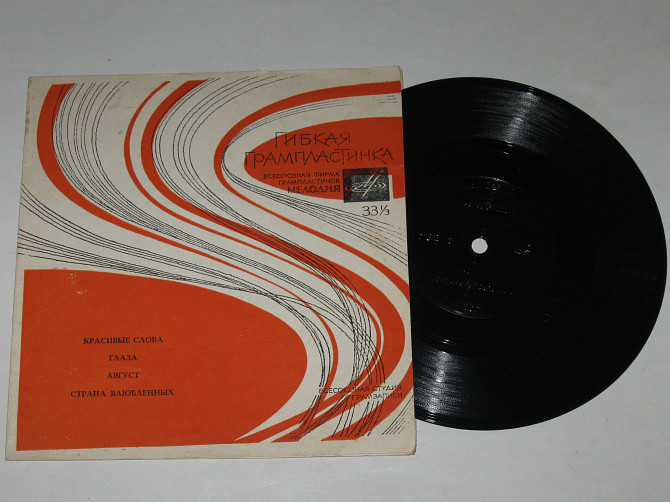 ГИБКАЯ
ГРАМПЛАСТИНКА
ВСЕСОЮЗНАЯ ФИРМА
ГРАМПЛАСТИНОК
МЕЛОДИЯ
33⅓
КРАСИВЫЕ СЛОВА
ГЛАЗА
АВГУСТ
СТРАНА ВЛЮБЛЕННЫХ
ВСЕСОЮЗНАЯ СТУДИЯ
ГРАМЗАПИСИ